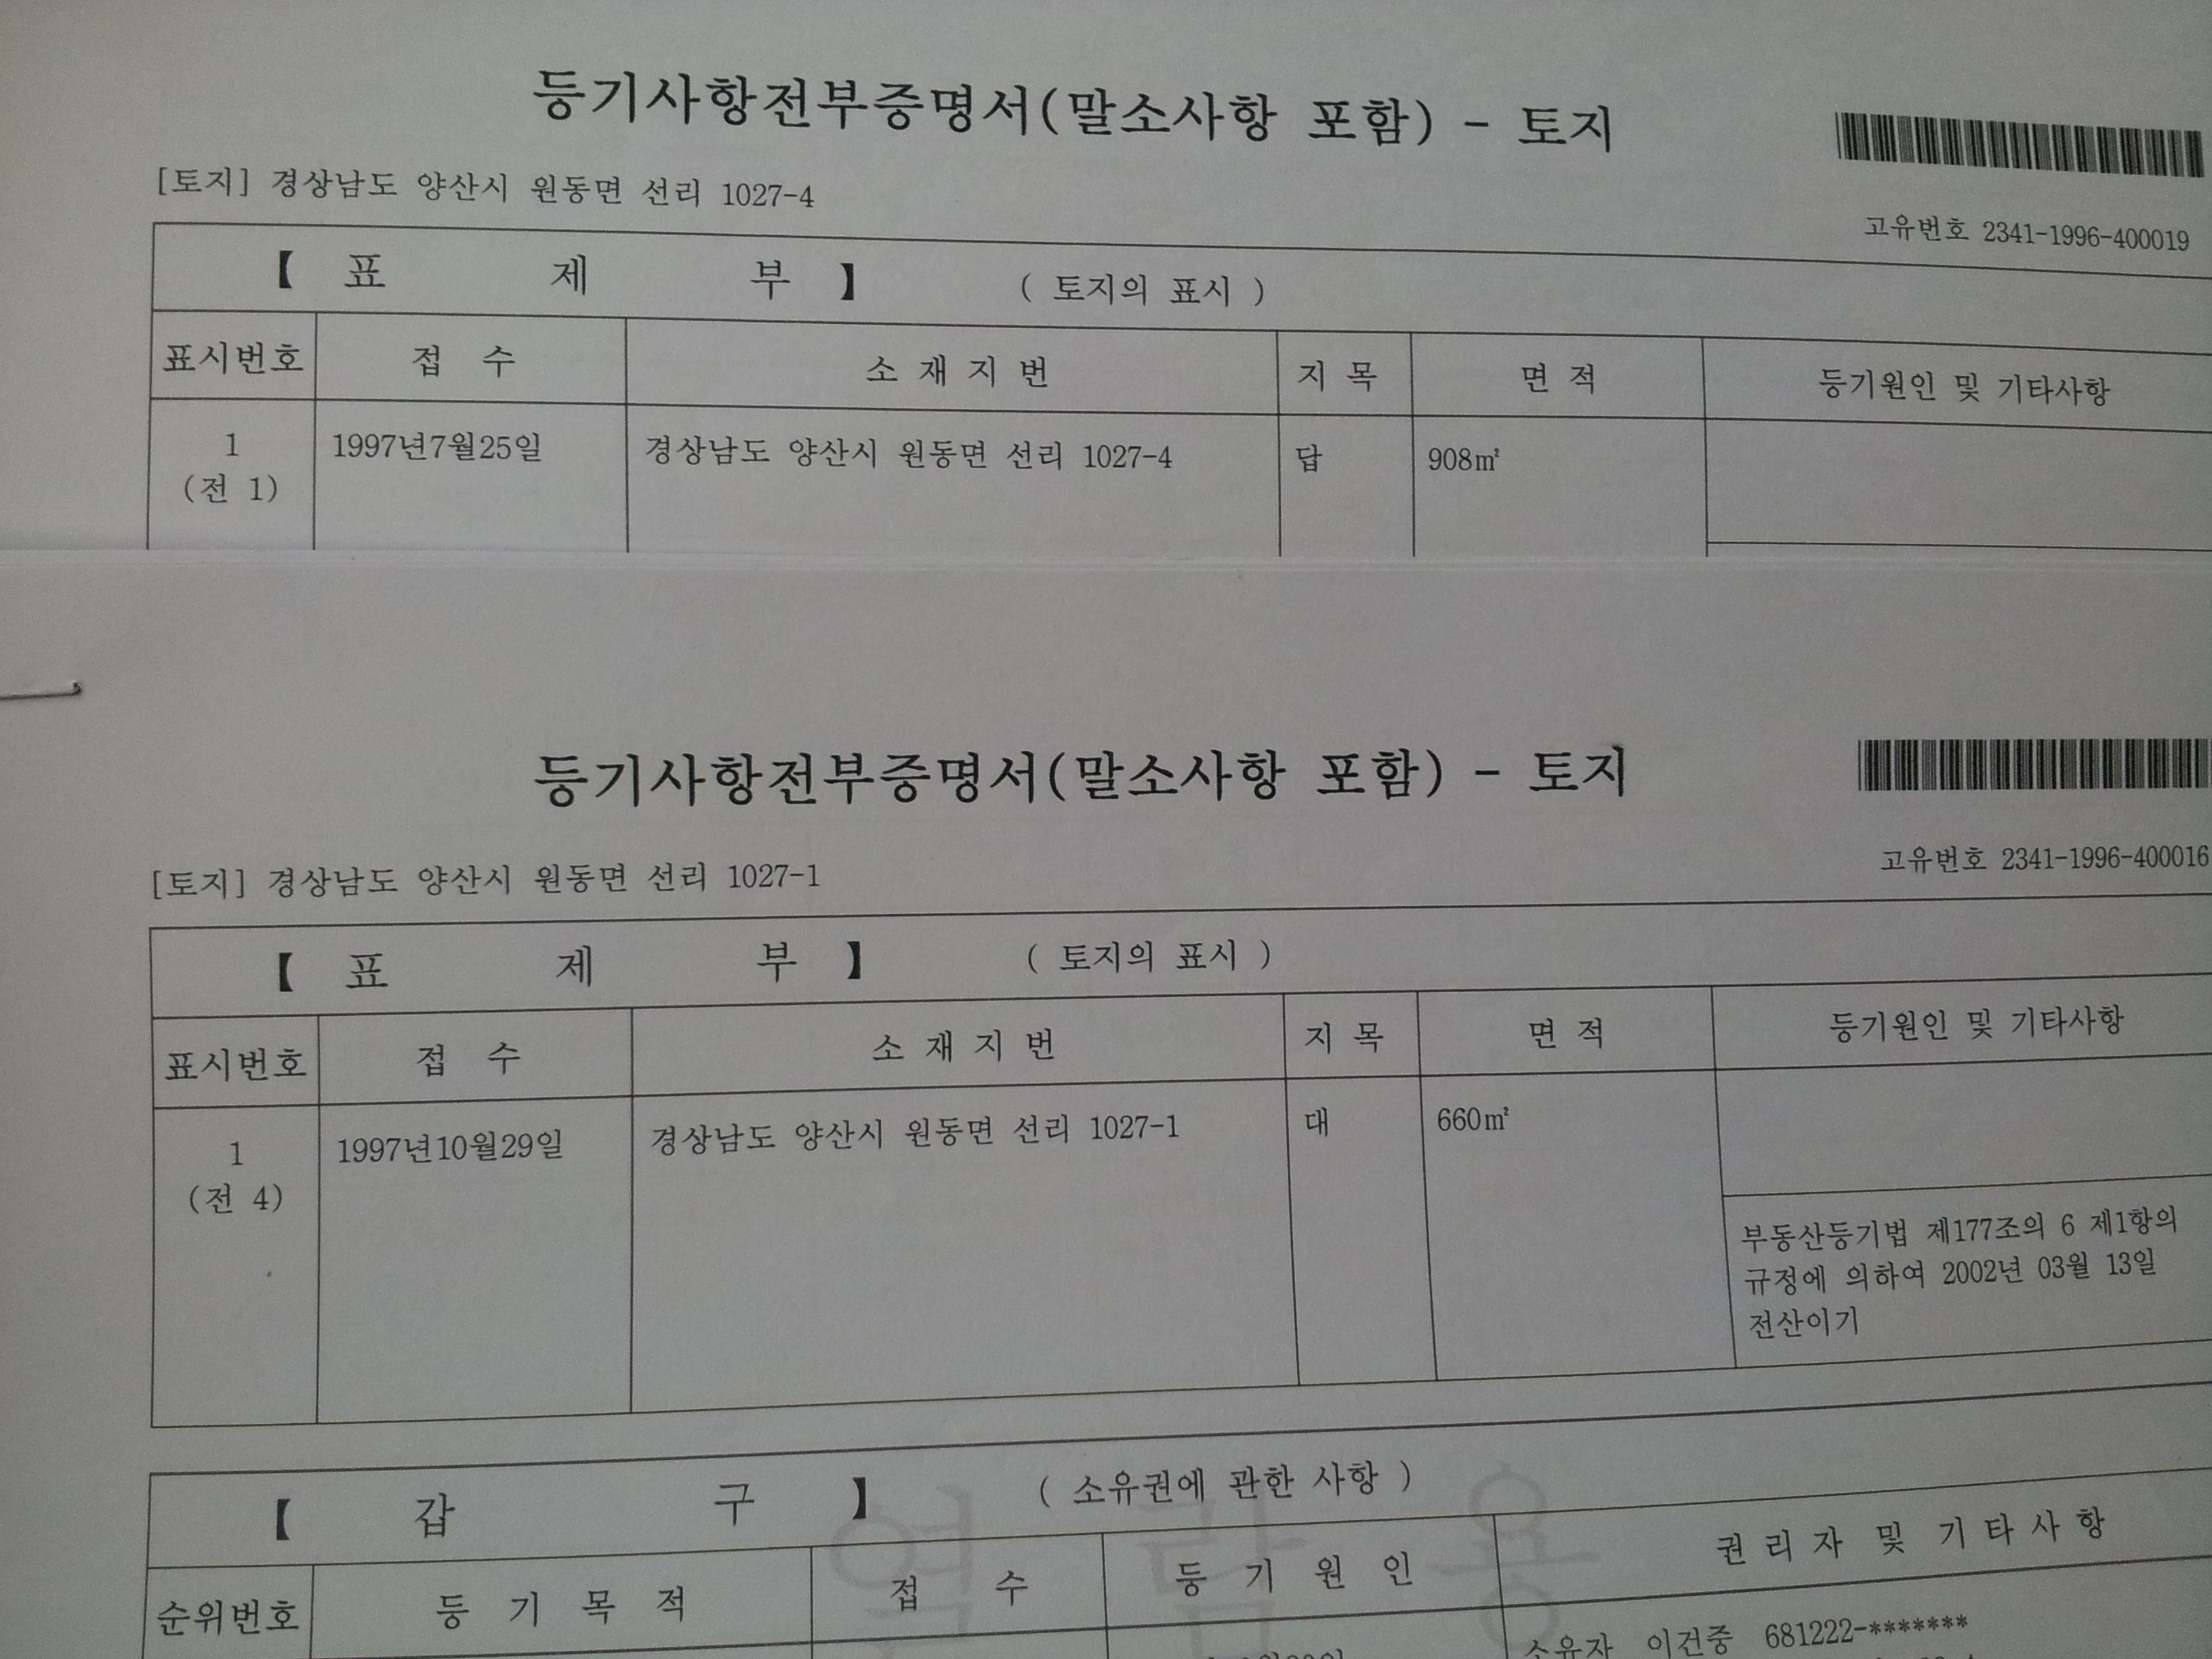 등기사항전부증명서(말소사항 포함) - 토지
[토지] 경상남도 양산시 원동면 선리 1027-4
고유번호 2341-1996-400019
【 표 제 부 】 ( 토지의 표시 )
표시번호 접 수 소 재 지 번 지 목 면 적 등기원인 및 기타사항
1 1997년7월25일 경상남도 양산시 원동면 선리 1027-4 답 908㎡
(전 1)
등기사항전부증명서(말소사항 포함) - 토지
[토지] 경상남도 양산시 원동면 선리 1027-1
고유번호 2341-1996-400016
【 표 제 부 】 ( 토지의 표시 )
표시번호 접 수 소 재 지 번 지 목 면 적 등기원인 및 기타사항
1 1997년10월29일 경상남도 양산시 원동면 선리 1027-1 대 660㎡
(전 4)
부동산등기법 제177조의 6 제1항의
규정에 의하여 2002년 03월 13일
전산이기
【 갑 구 】 ( 소유권에 관한 사항 )
순위번호 등 기 목 적 접 수 등 기 원 인 권 리 자 및 기 타 사 항
소유자 이건중 681222-*******
열 람 용